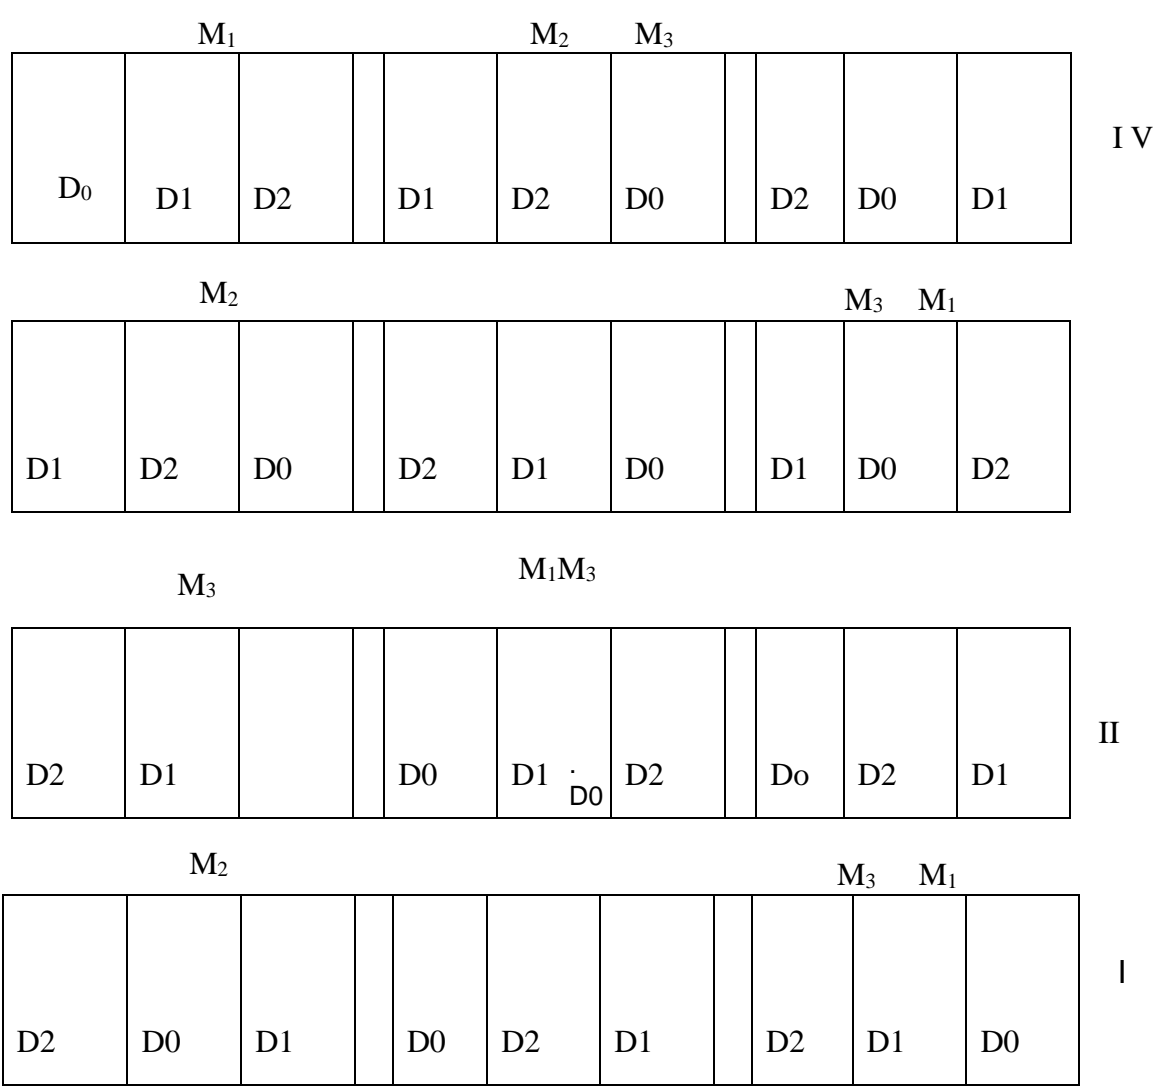 M₁ M₂ M₃
I V
D₀ D1 D2 D1 D2 D0 D2 D0 D1
M₂ M₃ M₁
D1 D2 D0 D2 D1 D0 D1 D0 D2
M₁M₃
M₃
II
D2 D1 D0 D1 . D2 Do D2 D1
D0
M₂ M₃ M₁
I
D2 D0 D1 D0 D2 D1 D2 D1 D0